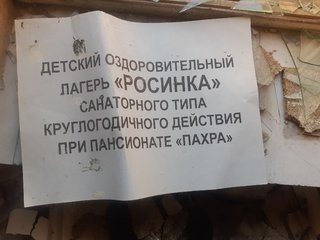 ДЕТСКИЙ ОЗДОРОВИТЕЛЬНЫЙ
ЛАГЕРЬ «РОСИНКА»
САНАТОРНОГО ТИПА
КРУГЛОГОДИЧНОГО ДЕЙСТВИЯ
ПРИ ПАНСИОНАТЕ «ПАХРА»